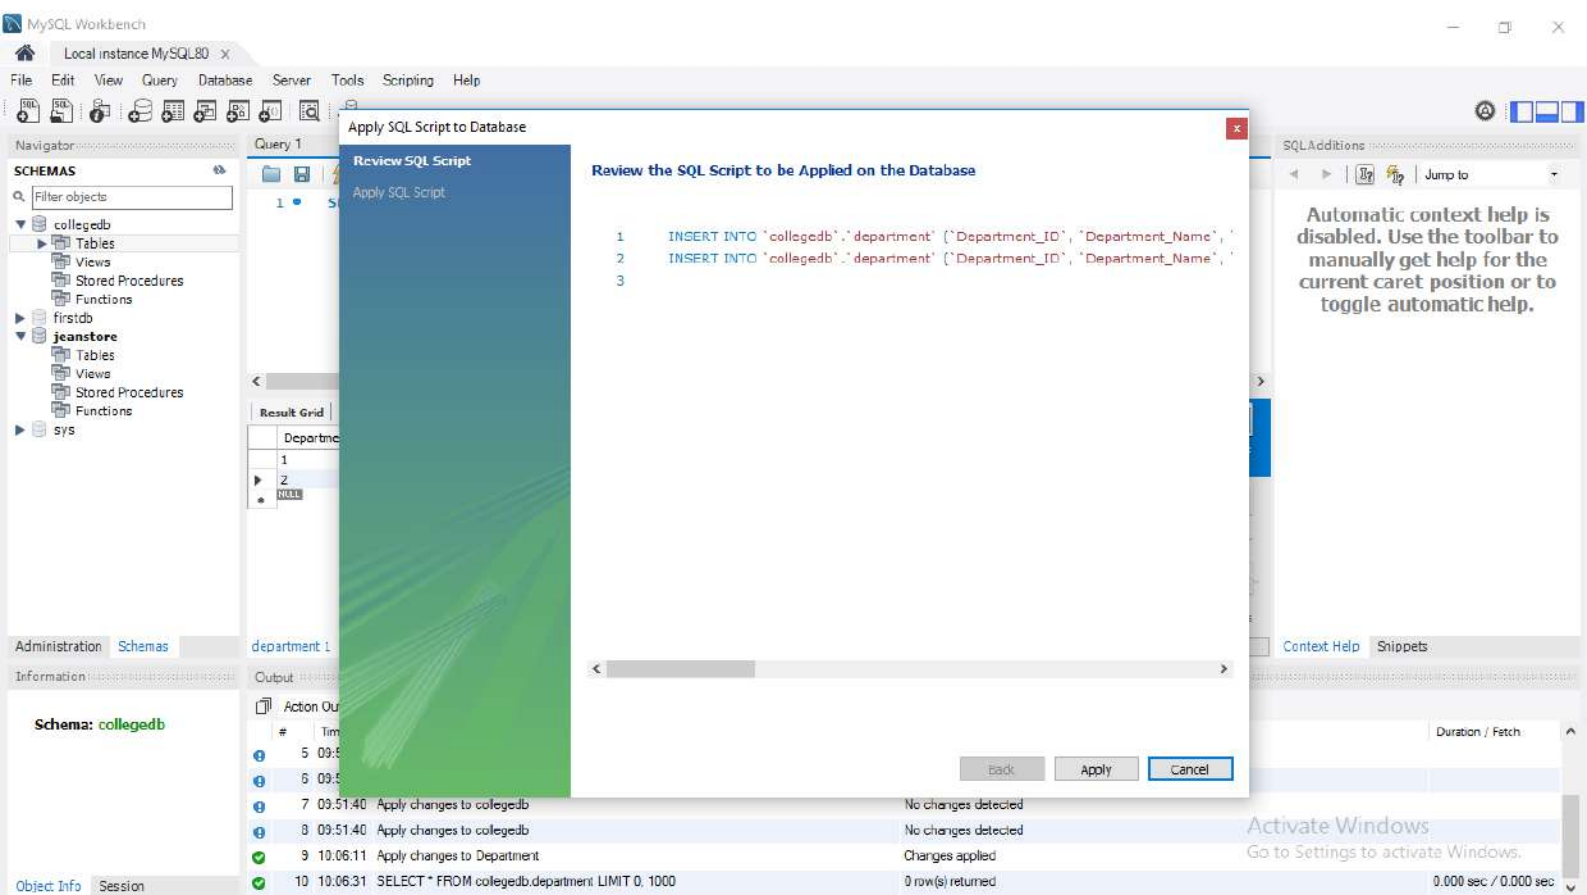 MySQL Workbench
Local instance MySQL80 x
File Edit View Query Database Server Tools Scripting Help
Navigator
SCHEMAS
Filter objects
collegedb
Tables
Views
Stored Procedures
Functions
firstdb
jeanstore
Tables
Views
Stored Procedures
Functions
sys
Administration Schemas
Information
Schema: collegedb
Object Info Session
Query 1
1
Result Grid
Departme
1
2
NULL
department 1
Apply SQL Script to Database
Review SQL Script
Apply SQL Script
Review the SQL Script to be Applied on the Database
1 INSERT INTO `collegedb`.`department` (`Department_ID`, `Department_Name`, `
2 INSERT INTO `collegedb`.`department` (`Department_ID`, `Department_Name`, `
3
Back Apply Cancel
SQLAdditions
Jump to
Automatic context help is
disabled. Use the toolbar to
manually get help for the
current caret position or to
toggle automatic help.
Context Help Snippets
Output
Action Ou
# Tim Duration / Fetch
5 09:5
6 09:5
7 09:51:40 Apply changes to collegedb No changes detected
8 09:51:40 Apply changes to collegedb No changes detected
9 10:06:11 Apply changes to Department Changes applied
10 10:06:31 SELECT * FROM collegedb.department LIMIT 0, 1000 0 row(s) returned 0.000 sec / 0.000 sec
Activate Windows
Go to Settings to activate Windows.